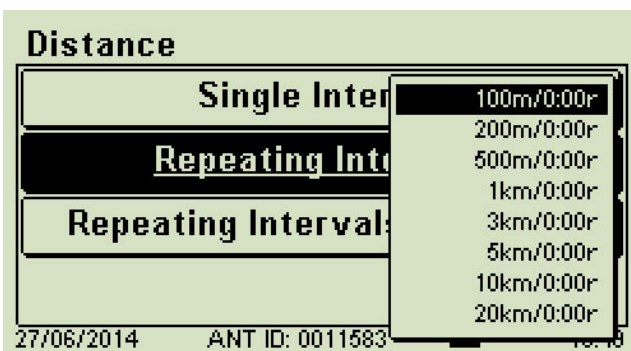 Distance
Single Inter
100m/0:00r
200m/0:00r
Repeating Int
500m/0:00r
1km/0:00r
Repeating Intervals
3km/0:00r
5km/0:00r
10km/0:00r
20km/0:00r
27/06/2014 ANT ID: 0011583